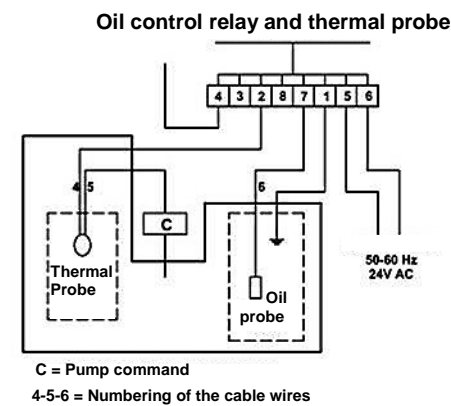 Oil control relay and thermal probe
4 3 2 8 7 1 5 6
4 5
6
C
Thermal
Probe
Oil
probe
50-60 Hz
24V AC
C = Pump command
4-5-6 = Numbering of the cable wires